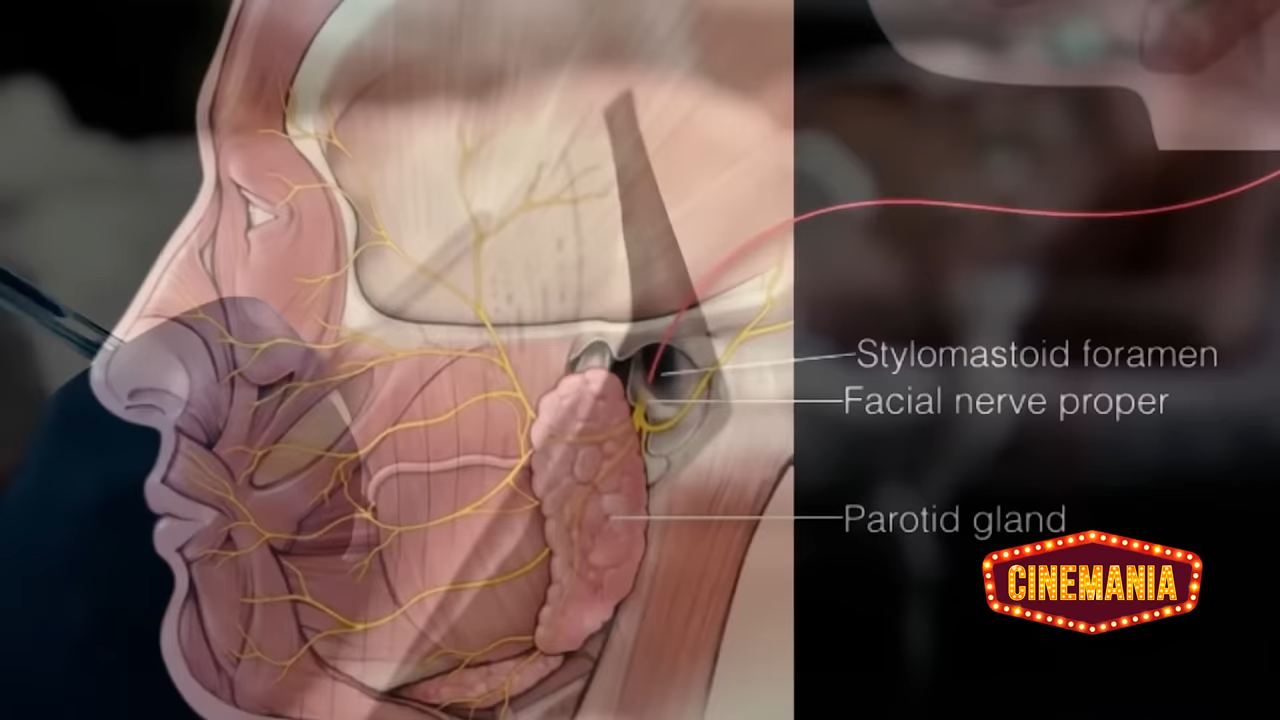 Stylomastoid foramen
Facial nerve proper
Parotid gland
CINEMANIA